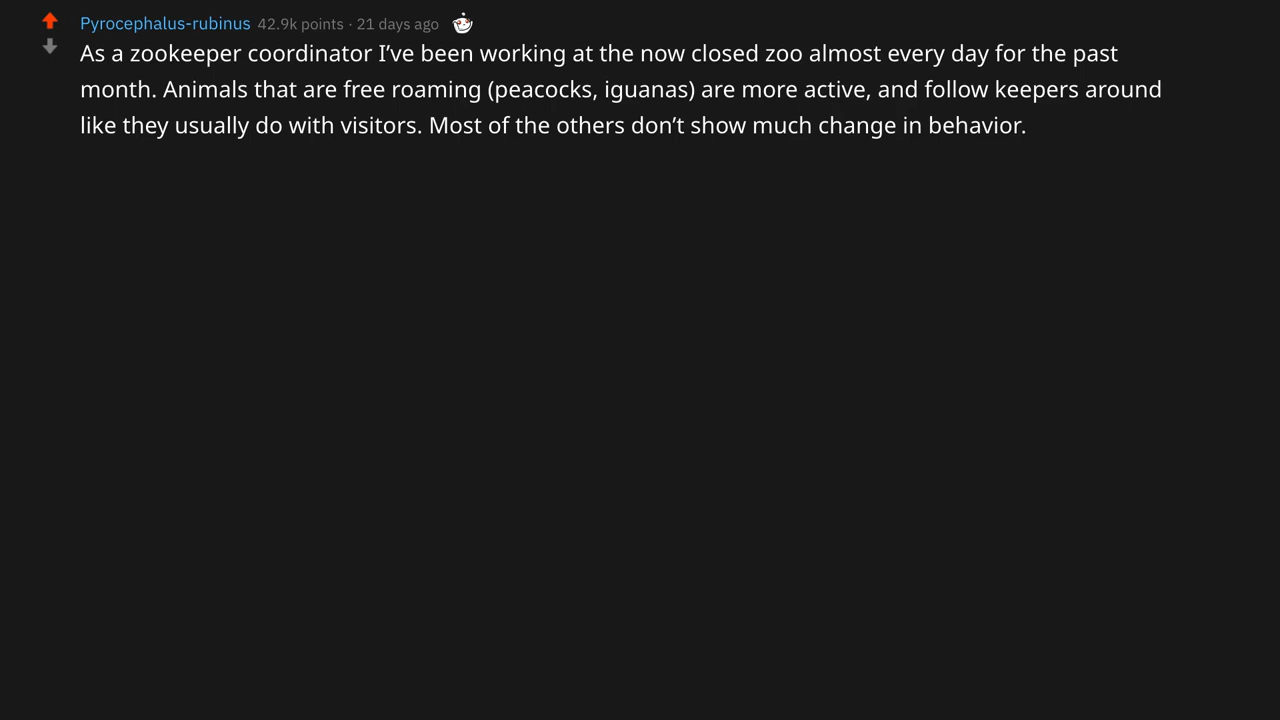 Pyrocephalus-rubinus 42.9k points · 21 days ago
As a zookeeper coordinator I’ve been working at the now closed zoo almost every day for the past
month. Animals that are free roaming (peacocks, iguanas) are more active, and follow keepers around
like they usually do with visitors. Most of the others don’t show much change in behavior.